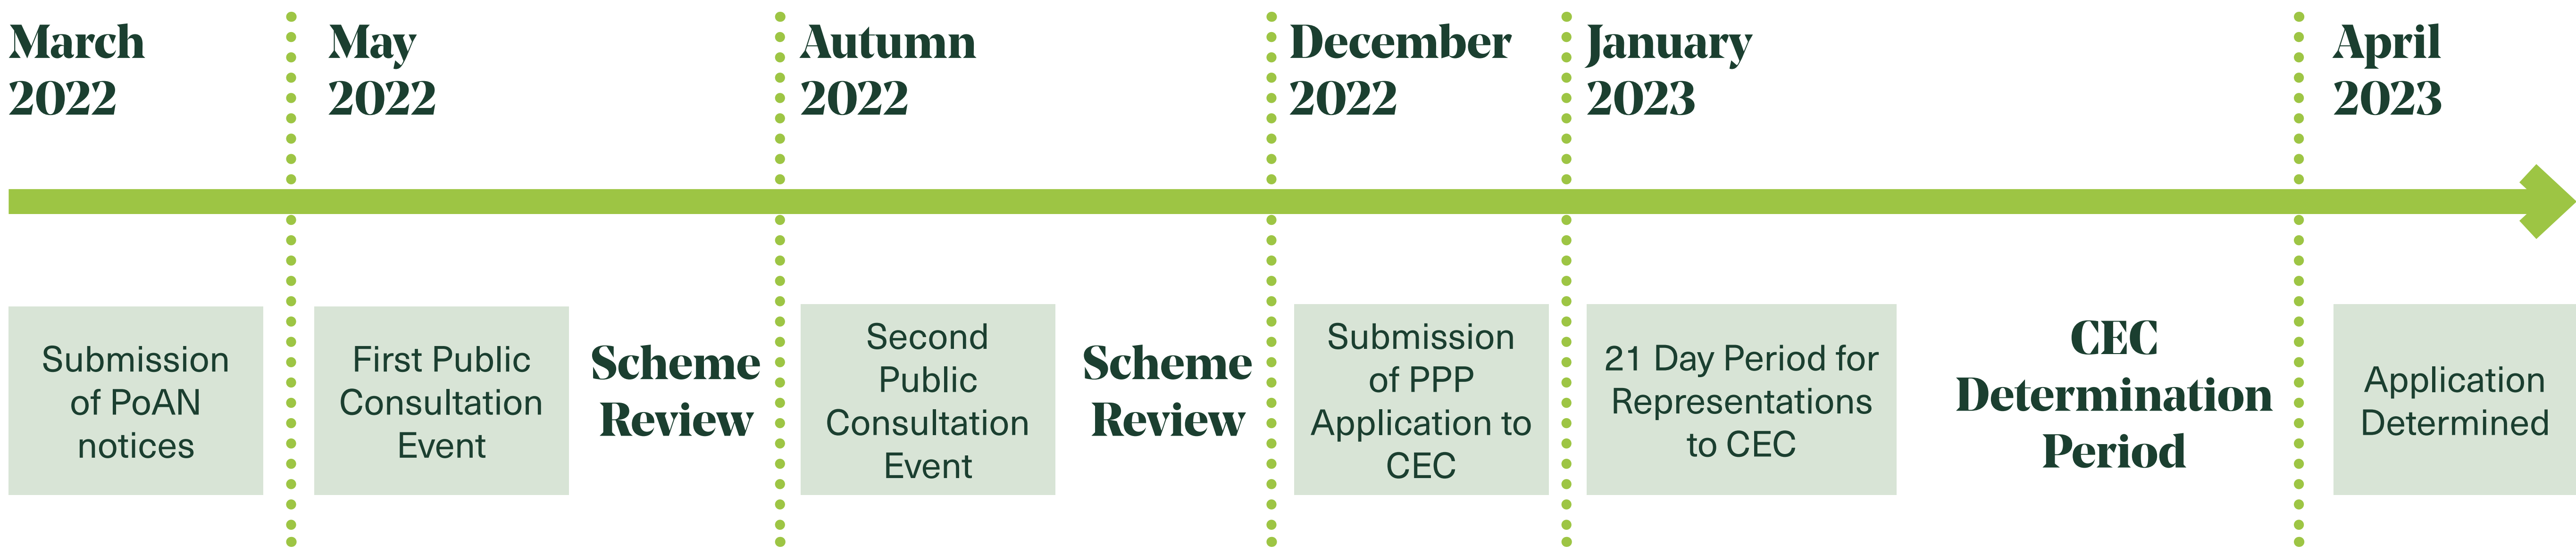 March
2022
May
2022
Autumn
2022
December
2022
January
2023
April
2023
Submission
of PoAN
notices
First Public
Consultation
Event
Scheme
Review
Second
Public
Consultation
Event
Scheme
Review
Submission
of PPP
Application to
CEC
21 Day Period for
Representations
to CEC
CEC
Determination
Period
Application
Determined